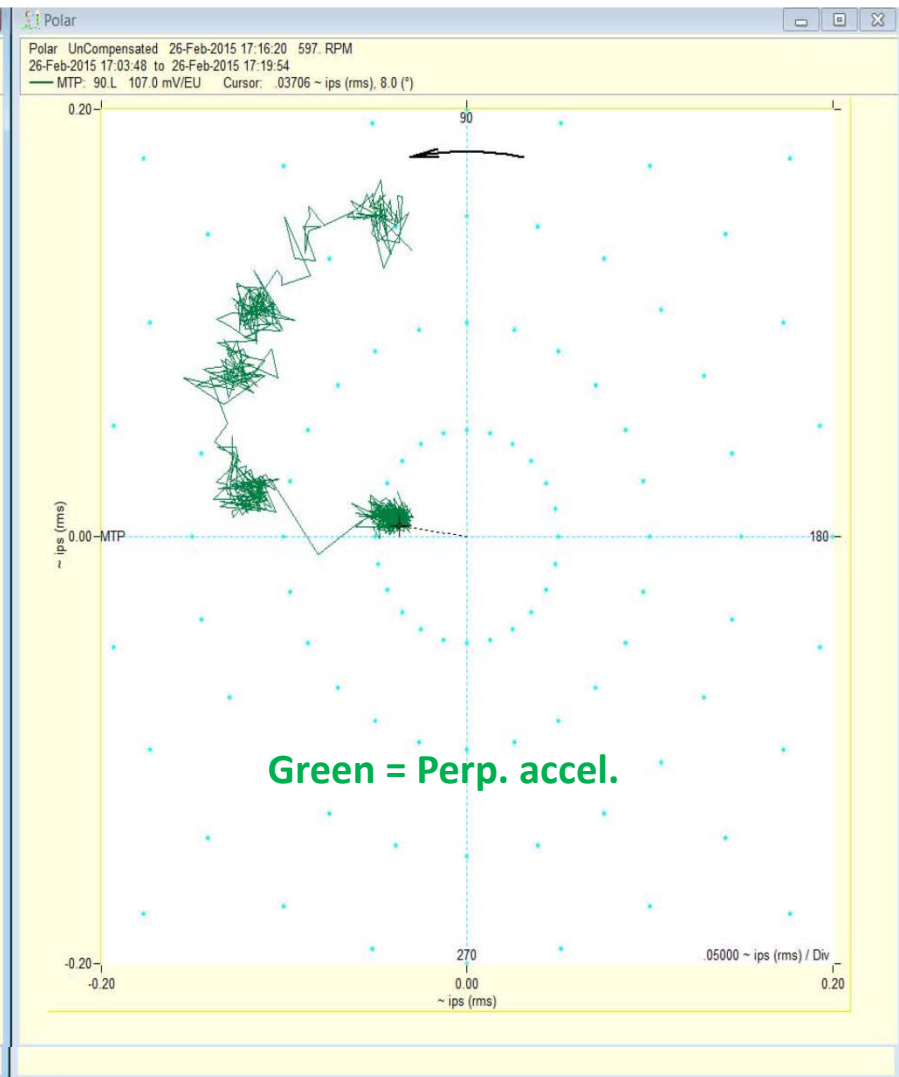 Polar
Polar UnCompensated 26-Feb-2015 17:16:20 597. RPM
26-Feb-2015 17:03:48 to 26-Feb-2015 17:19:54
MTP: 90.L 107.0 mV/EU Cursor: .03706 ~ ips (rms), 8.0 (°)
0.20
90
~ ips (rms)
0.00
MTP
180
Green = Perp. accel.
270
.05000 ~ ips (rms) / Div
-0.20
-0.20
0.00
0.20
~ ips (rms)